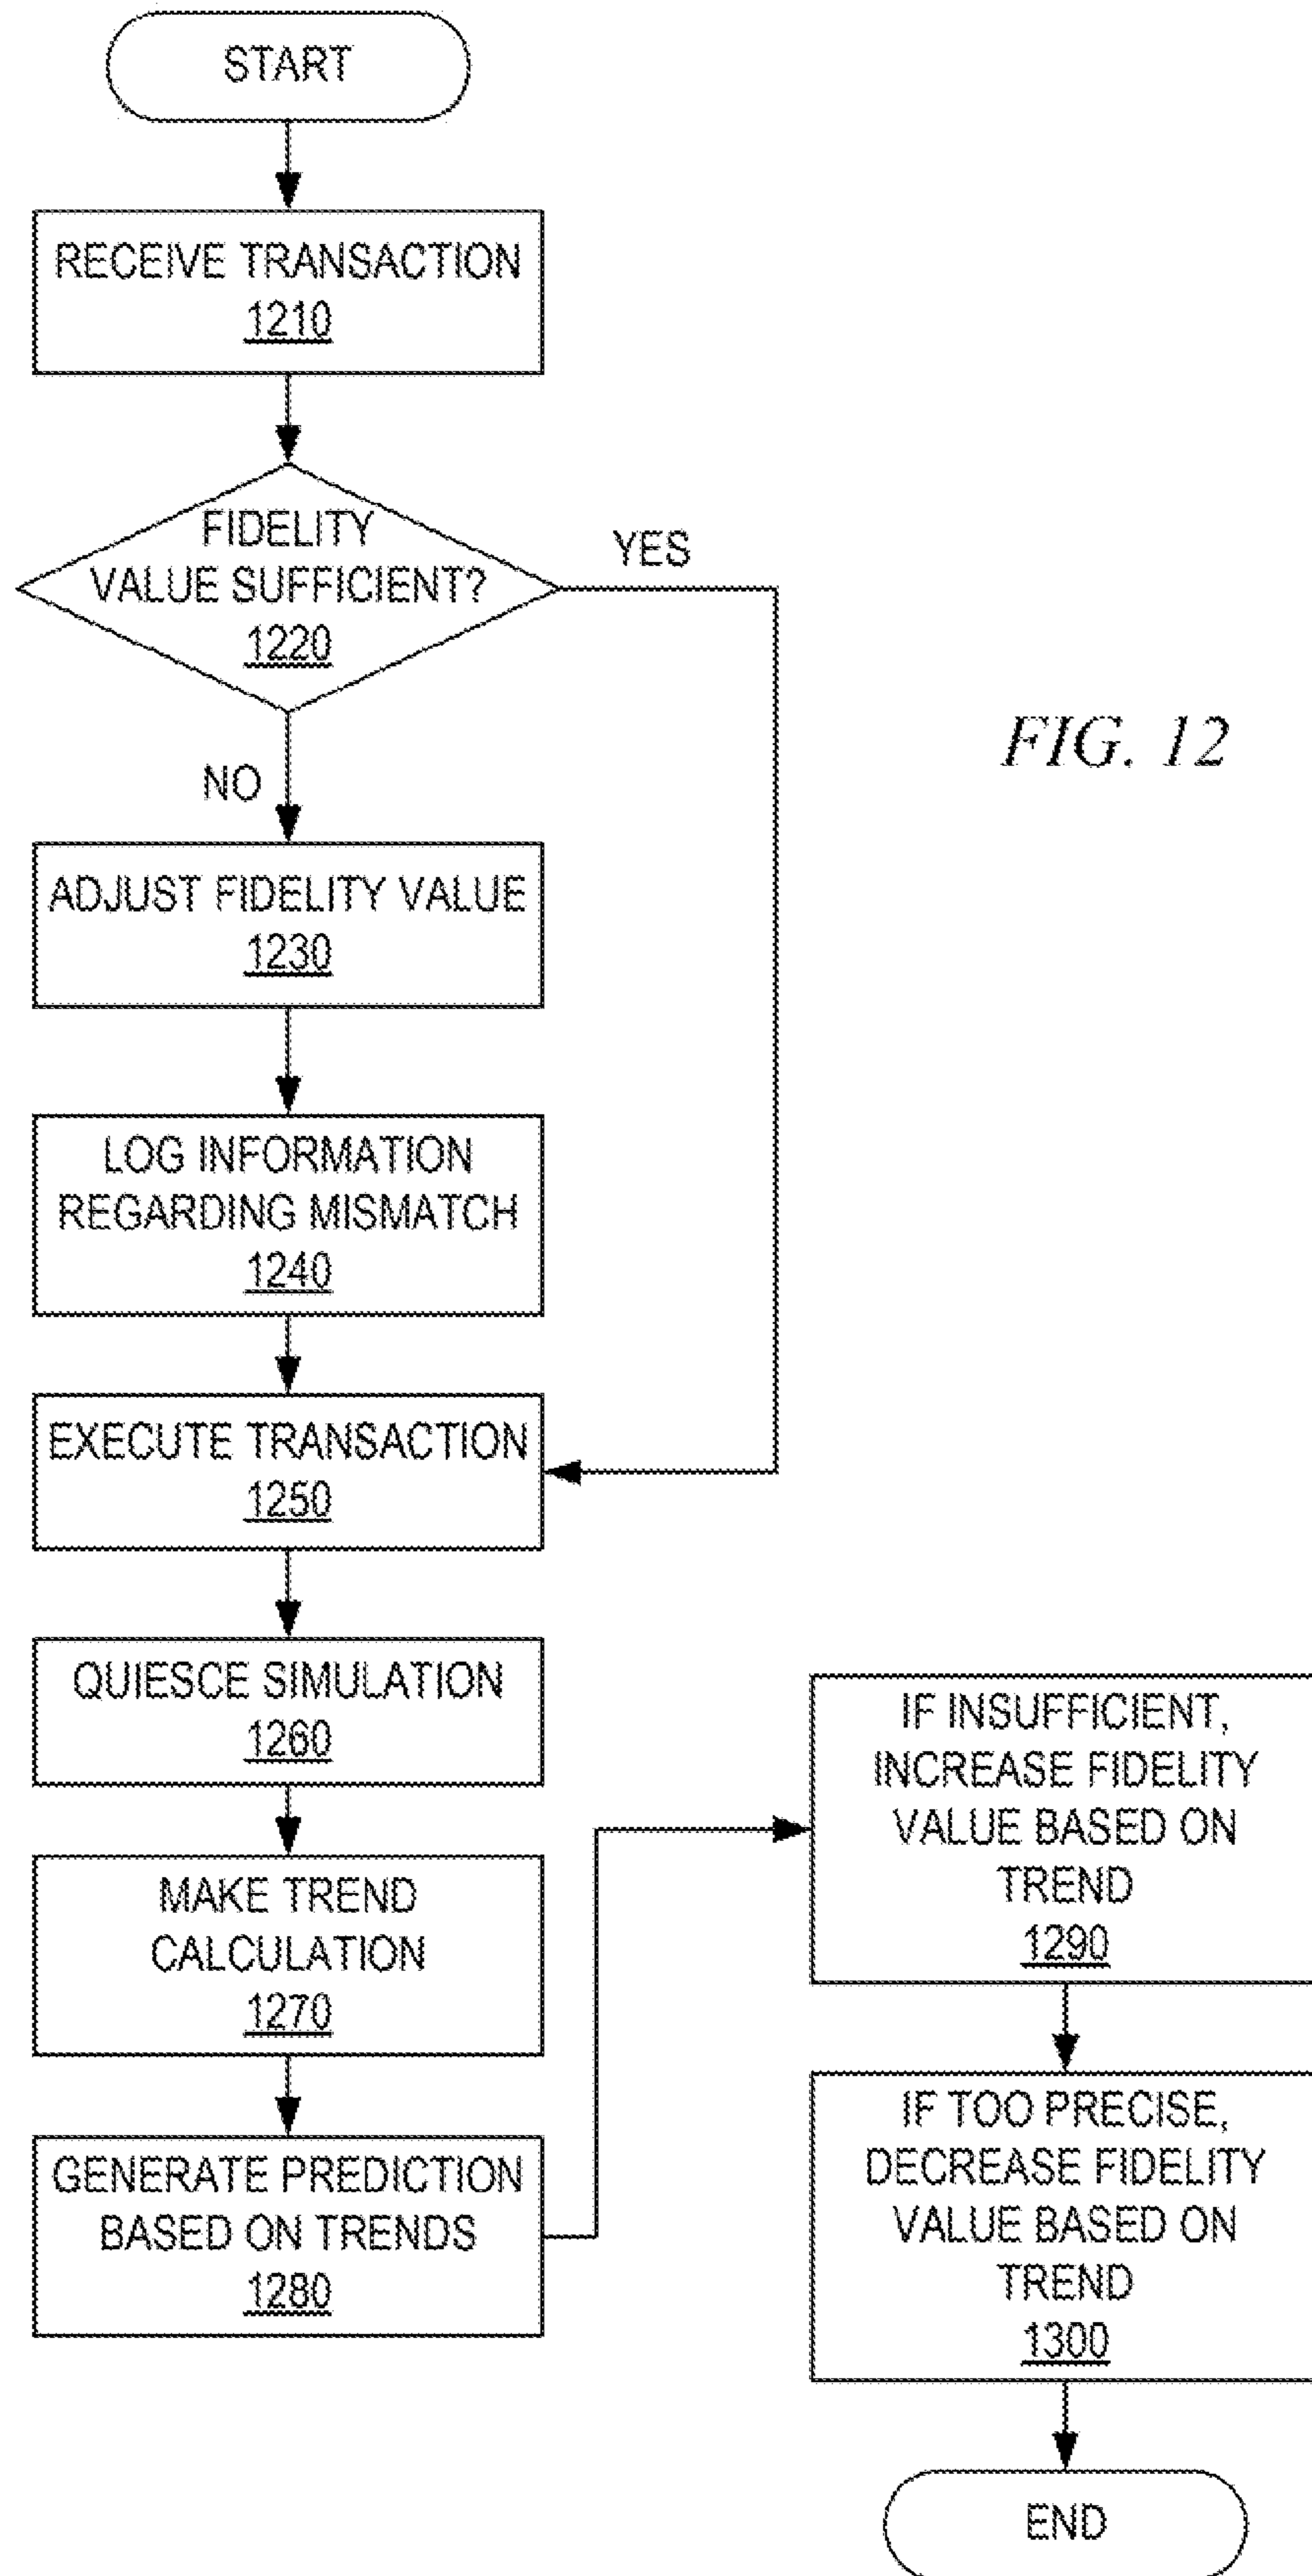 START
RECEIVE TRANSACTION
1210
FIDELITY
VALUE SUFFICIENT?
1220
YES
NO
FIG. 12
ADJUST FIDELITY VALUE
1230
LOG INFORMATION
REGARDING MISMATCH
1240
EXECUTE TRANSACTION
1250
QUIESCE SIMULATION
1260
MAKE TREND
CALCULATION
1270
GENERATE PREDICTION
BASED ON TRENDS
1280
IF INSUFFICIENT,
INCREASE FIDELITY
VALUE BASED ON
TREND
1290
IF TOO PRECISE,
DECREASE FIDELITY
VALUE BASED ON
TREND
1300
END